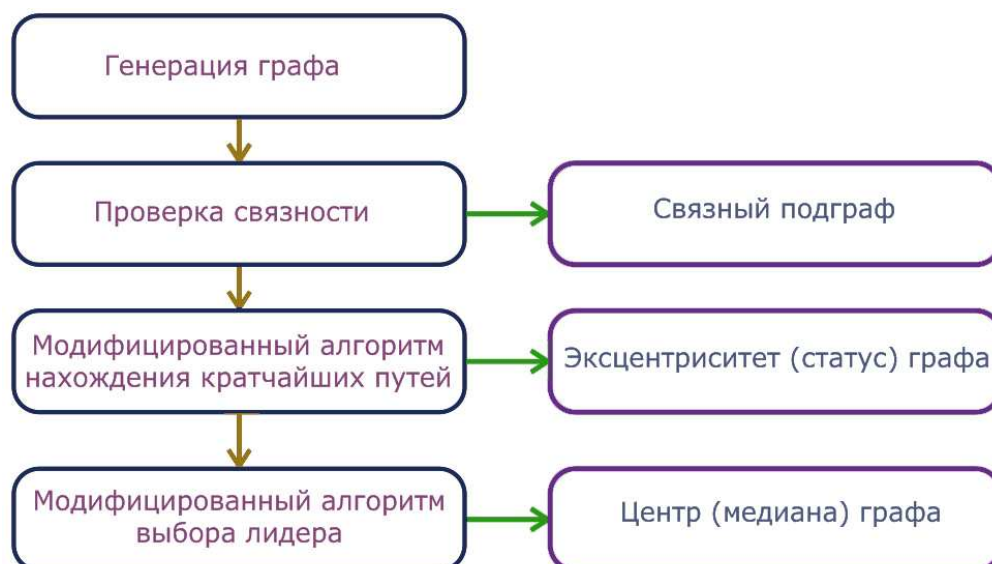 Генерация графа
Проверка связности
Связный подграф
Модифицированный алгоритм
нахождения кратчайших путей
Эксцентриситет (статус) графа
Модифицированный алгоритм
выбора лидера
Центр (медиана) графа